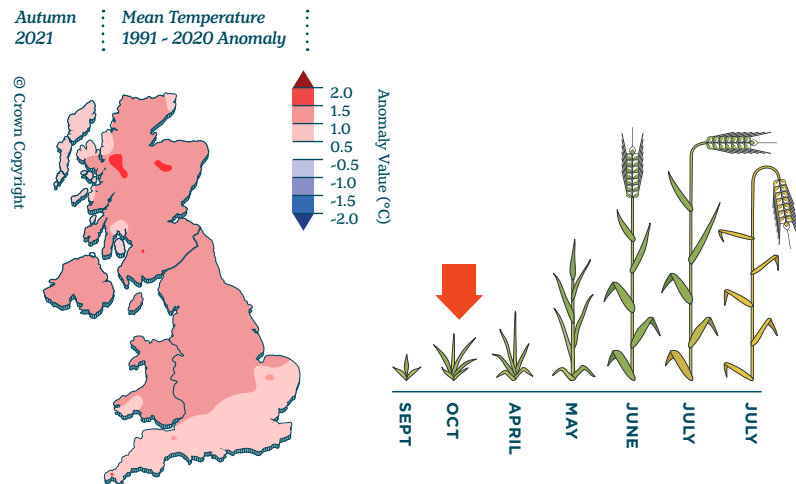 Autumn
2021
Mean Temperature
1991 - 2020 Anomaly
© Crown Copyright
2.0
1.5
1.0
0.5
-0.5
-1.0
-1.5
-2.0
Anomaly Value (°C)
SEPT
OCT
APRIL
MAY
JUNE
JULY
JULY